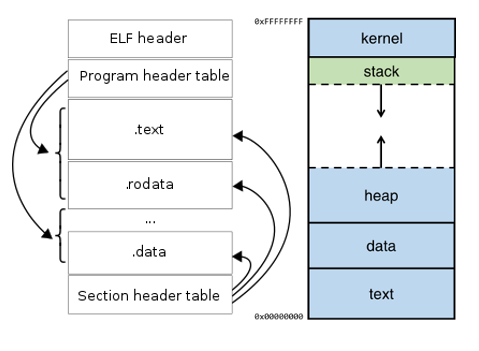 ELF header
Program header table
.text
.rodata
...
.data
Section header table
0xFFFFFFFF
kernel
stack
heap
data
text
0x00000000